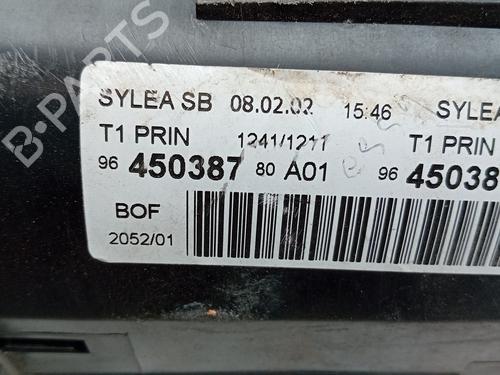 B-PARTS
SYLEA SB 08.02.02 15:46 SYLEA
T1 PRIN 1241/1211 T1 PRIN
96 450387 80 A01 96 45038
BOF
2052/01